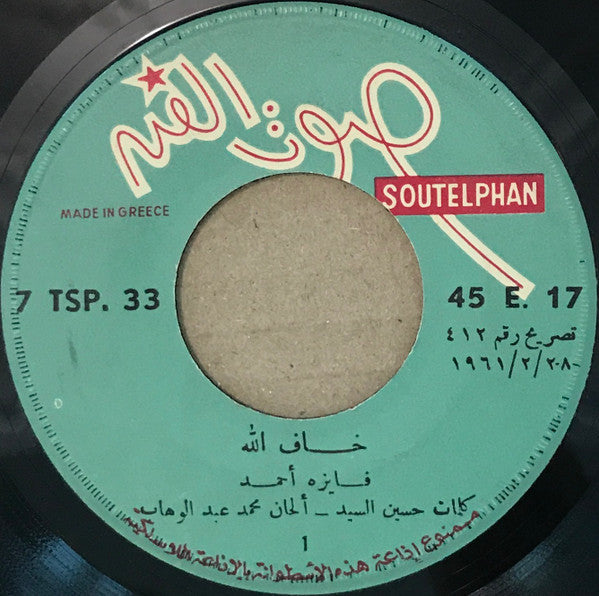 صوت الفن
SOUTELPHAN
MADE IN GREECE
7 TSP. 33
45 E. 17
تصريح رقم ٤١٢
١٩٦١/٢/٢٠٨-
خاف الله
فايزه أحمد
كلمات حسين السيد - ألحان محمد عبد الوهاب
1
ممنوع إذاعة هذه الأسطوانة بالإذاعة اللاسلكية